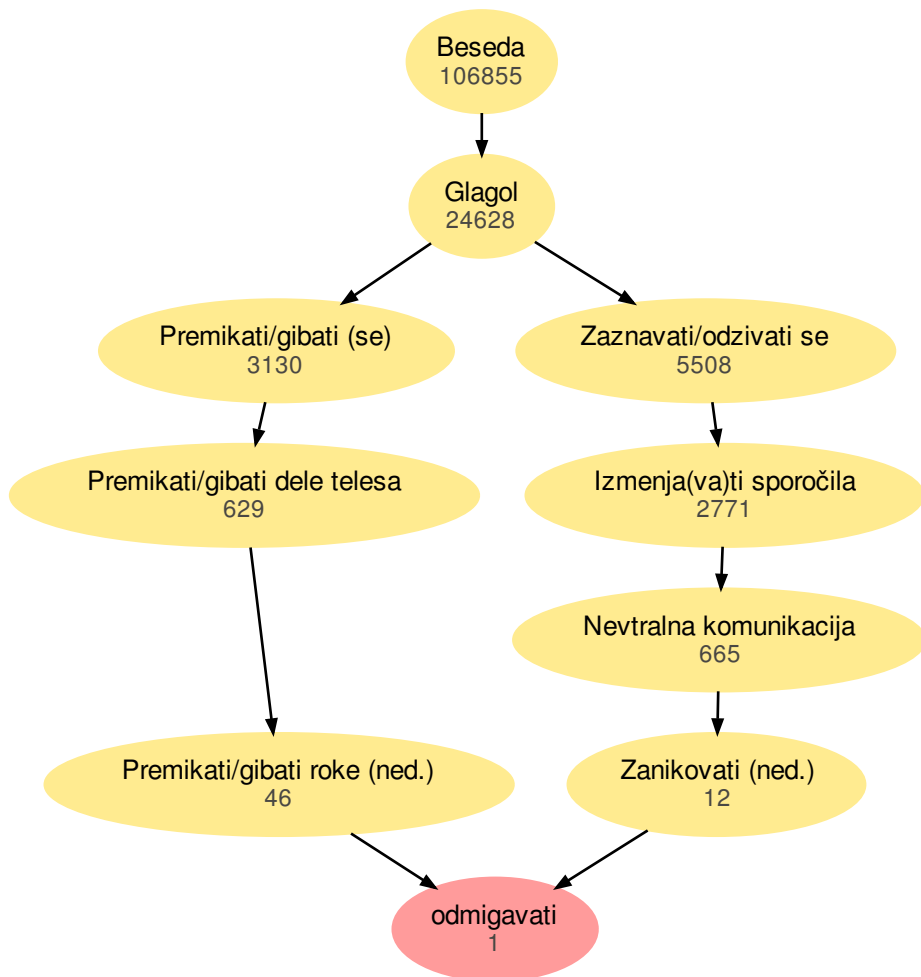 Beseda
106855
Glagol
24628
Premikati/gibati (se)
3130
Zaznavati/odzivati se
5508
Premikati/gibati dele telesa
629
Izmenja(va)ti sporočila
2771
Nevtralna komunikacija
665
Premikati/gibati roke (ned.)
46
Zanikovati (ned.)
12
odmigavati
1